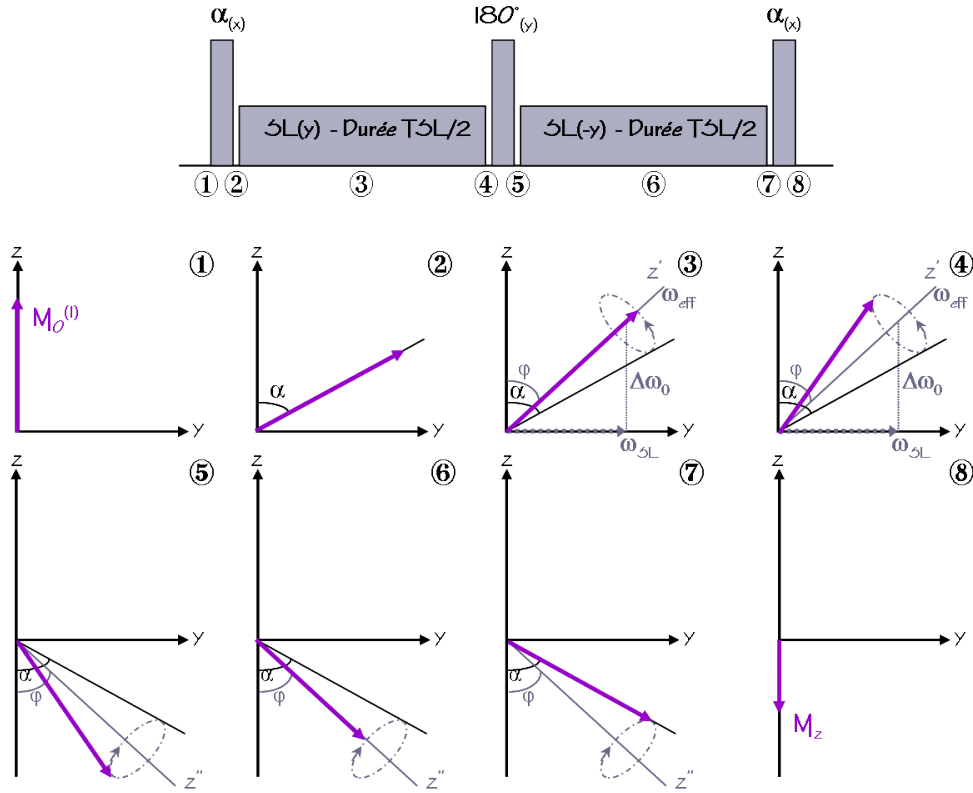 α(x) 180°(y) α(x)
SL(y) - Durée TSL/2 SL(-y) - Durée TSL/2
① ② ③ ④ ⑤ ⑥ ⑦ ⑧
z ① z ② z ③ z ④
z' z'
ωeff ωeff
M0(I)
φ φ
α α Δω0 α Δω0
y y y y
ωSL ωSL
z ⑤ z ⑥ z ⑦ z ⑧
y y y y
α α α
φ φ φ
Mz
z'' z'' z''